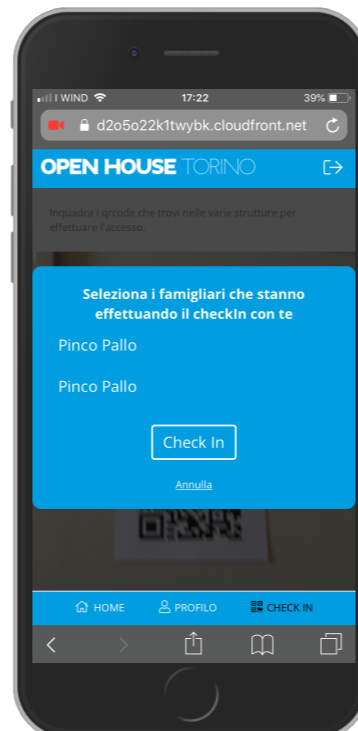 WIND 17:22 39%
d2o5o22k1twybk.cloudfront.net
OPEN HOUSE TORINO
Inquadra i qrcode che trovi nelle varie strutture per
effettuare l'accesso.
Seleziona i famigliari che stanno
effettuando il checkIn con te
Pinco Pallo
Pinco Pallo
Check In
Annulla
HOME PROFILO CHECK IN